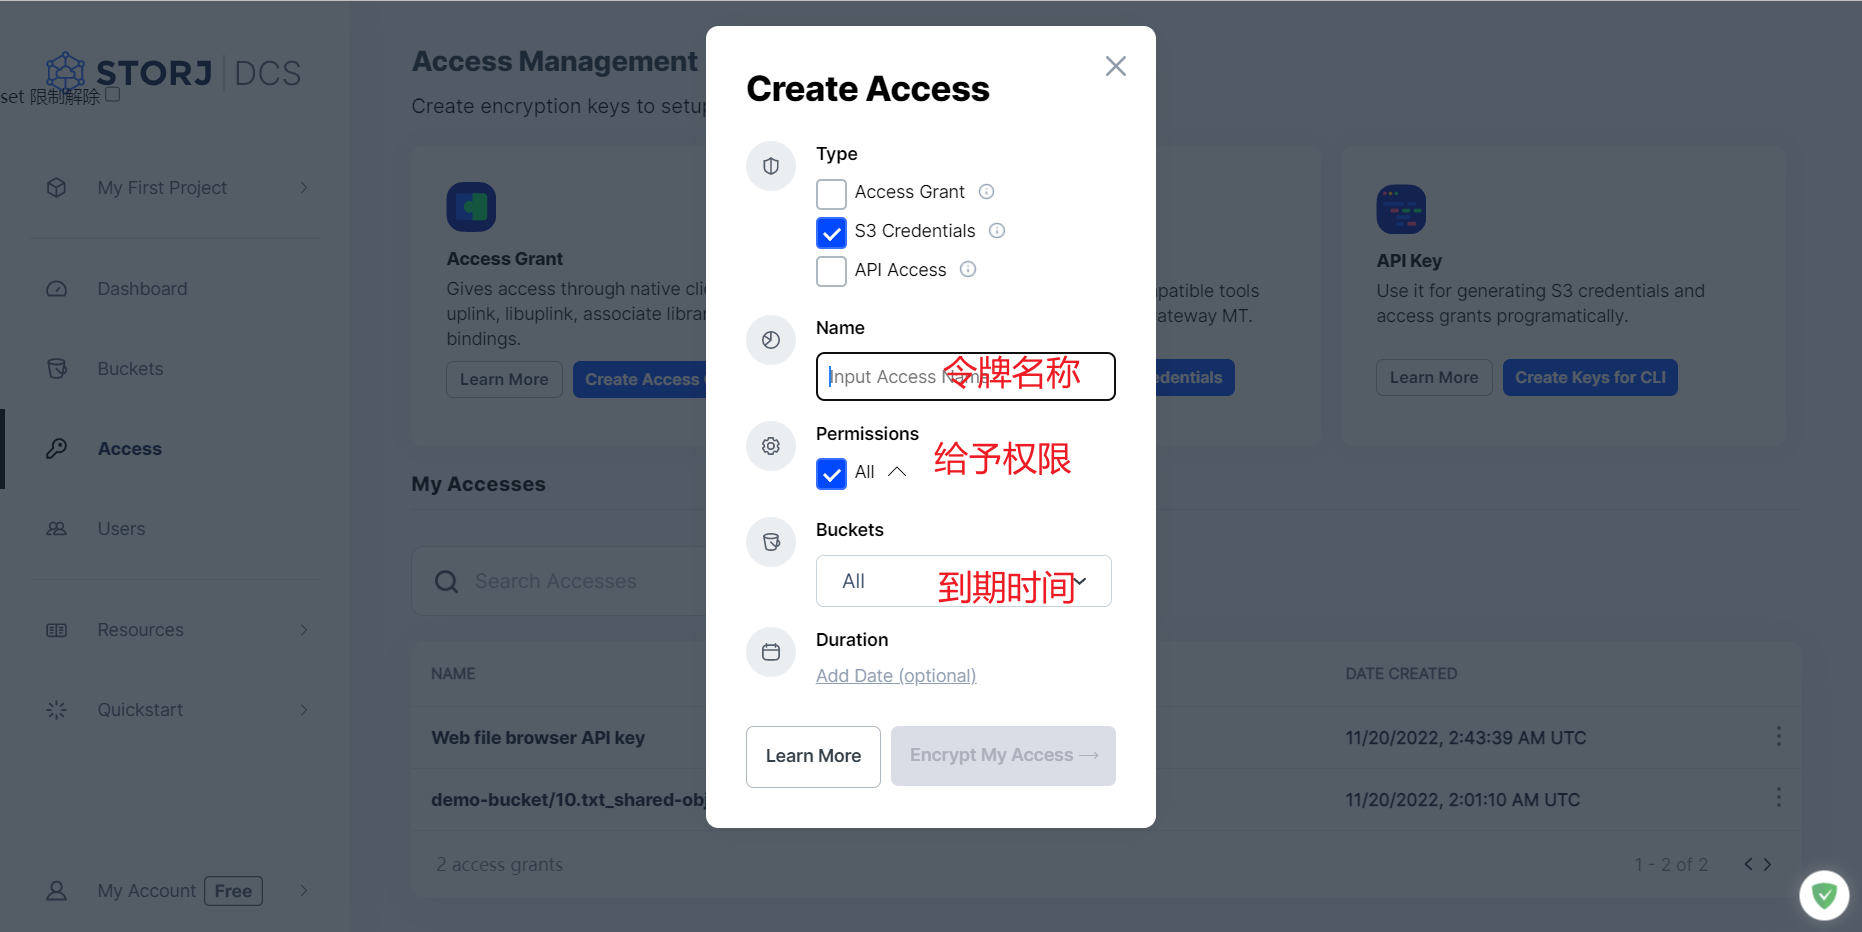 STORJ DCS
set 限制解除
My First Project
Dashboard
Buckets
Access
Users
Resources
Quickstart
My Account Free
Access Management
Create encryption keys to setup
Access Grant
Gives access through native clie
uplink, libuplink, associate librar
bindings.
Learn More Create Access
patible tools
ateway MT.
edentials
API Key
Use it for generating S3 credentials and
access grants programatically.
Learn More Create Keys for CLI
My Accesses
Search Accesses
NAME DATE CREATED
Web file browser API key 11/20/2022, 2:43:39 AM UTC
demo-bucket/10.txt_shared-obj 11/20/2022, 2:01:10 AM UTC
2 access grants 1 - 2 of 2
Create Access
Type
Access Grant
S3 Credentials
API Access
Name
Input Access Name
令牌名称
Permissions
All
给予权限
Buckets
All
到期时间
Duration
Add Date (optional)
Learn More Encrypt My Access →